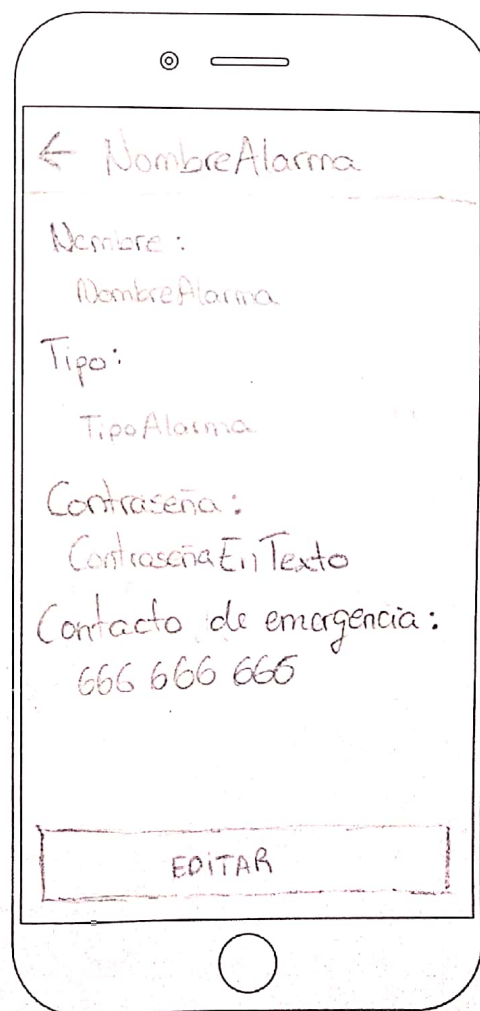 ← NombreAlarma
Nombre:
NombreAlarma
Tipo:
TipoAlarma
Contraseña:
ContraseñaEnTexto
Contacto de emergencia:
666 666 666
EDITAR